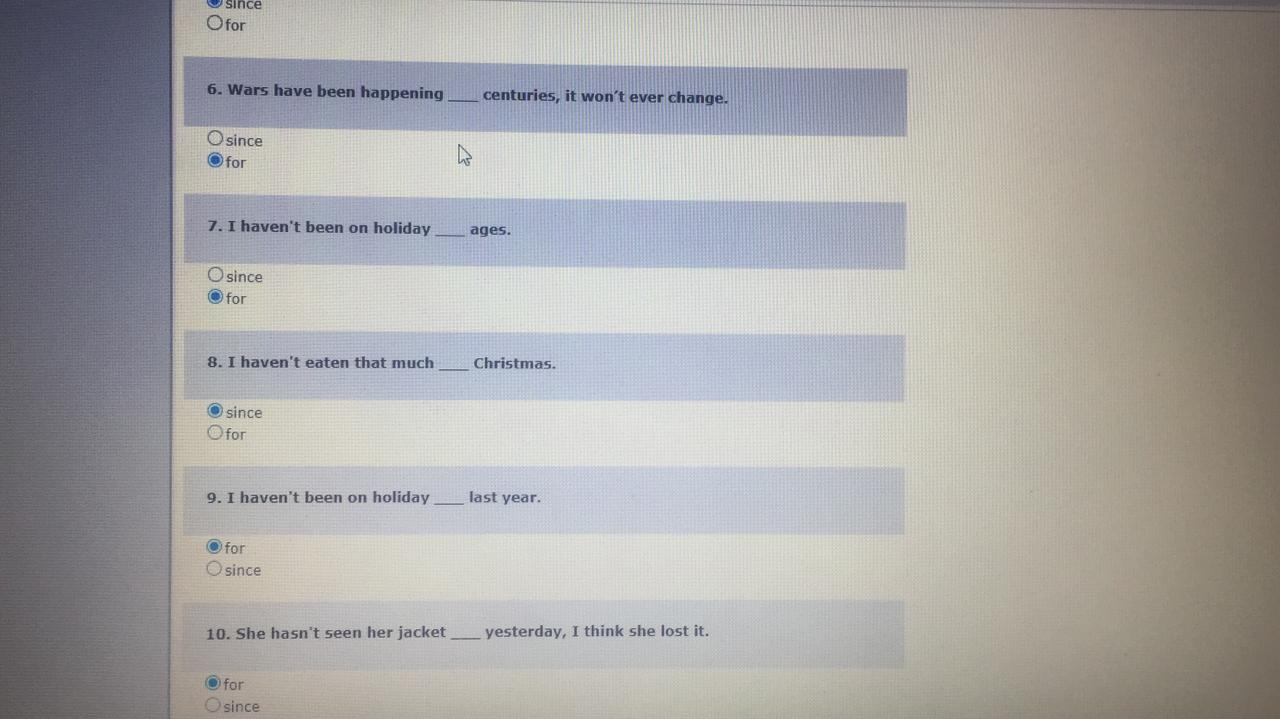 since
for
6. Wars have been happening ___ centuries, it won't ever change.
since
for
7. I haven't been on holiday ___ ages.
since
for
8. I haven't eaten that much ___ Christmas.
since
for
9. I haven't been on holiday ___ last year.
for
since
10. She hasn't seen her jacket ___ yesterday, I think she lost it.
for
since